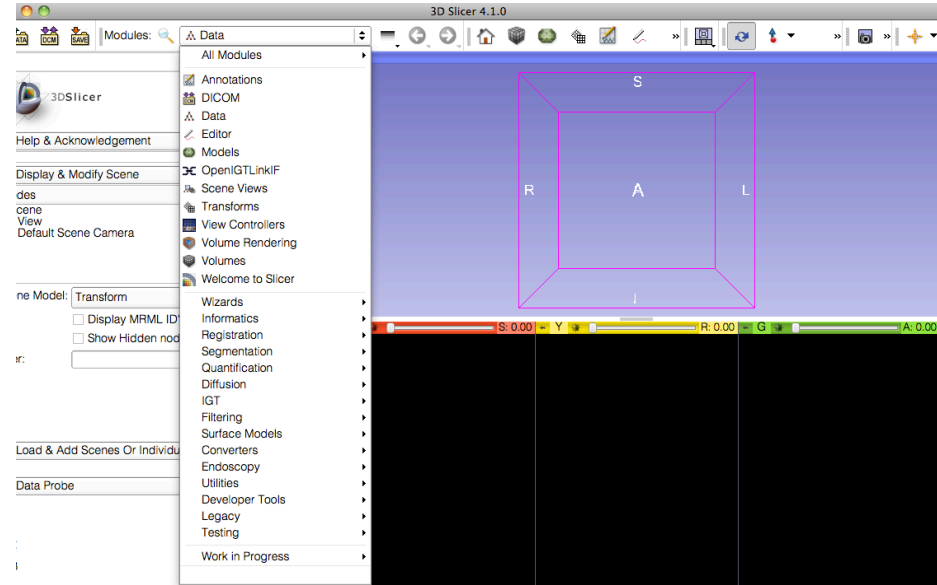 3D Slicer 4.1.0
DATA DCM SAVE Modules: Data
All Modules
3DSlicer
Annotations
DICOM
Data
Editor
Models
OpenIGTLinkIF
Scene Views
Transforms
View Controllers
Volume Rendering
Volumes
Welcome to Slicer
Wizards
Informatics
Registration
Segmentation
Quantification
Diffusion
IGT
Filtering
Surface Models
Converters
Endoscopy
Utilities
Developer Tools
Legacy
Testing
Work in Progress
Help & Acknowledgement
Display & Modify Scene
des
cene
View
Default Scene Camera
ne Model: Transform
Display MRML ID
Show Hidden nod
er:
Load & Add Scenes Or Individu
Data Probe
S
R A L
I
S: 0.00 Y R: 0.00 G A: 0.00